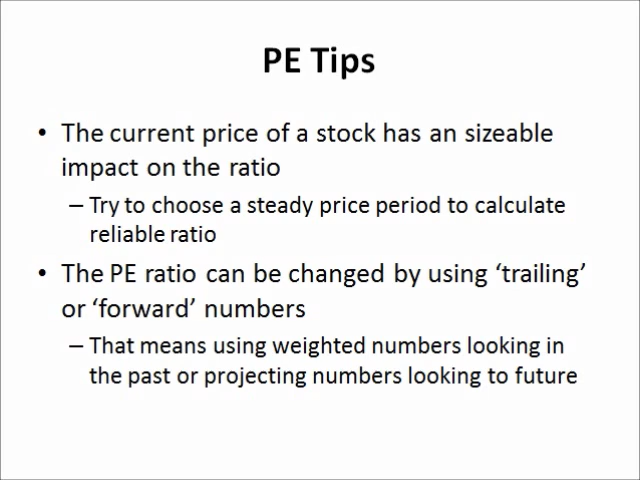 PE Tips
• The current price of a stock has an sizeable
impact on the ratio
– Try to choose a steady price period to calculate
reliable ratio
• The PE ratio can be changed by using ‘trailing’
or ‘forward’ numbers
– That means using weighted numbers looking in
the past or projecting numbers looking to future